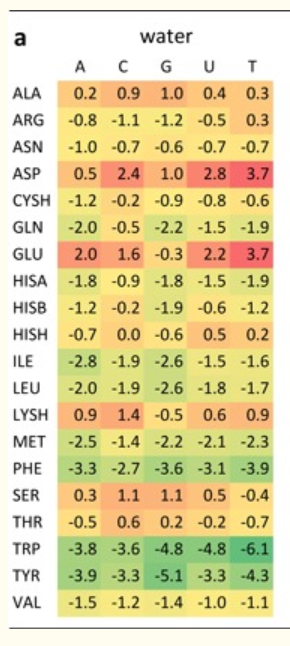 a water
A C G U T
ALA 0.2 0.9 1.0 0.4 0.3
ARG -0.8 -1.1 -1.2 -0.5 0.3
ASN -1.0 -0.7 -0.6 -0.7 -0.7
ASP 0.5 2.4 1.0 2.8 3.7
CYSH -1.2 -0.2 -0.9 -0.8 -0.6
GLN -2.0 -0.5 -2.2 -1.5 -1.9
GLU 2.0 1.6 -0.3 2.2 3.7
HISA -1.8 -0.9 -1.8 -1.5 -1.9
HISB -1.2 -0.2 -1.9 -0.6 -1.2
HISH -0.7 0.0 -0.6 0.5 0.2
ILE -2.8 -1.9 -2.6 -1.5 -1.6
LEU -2.0 -1.9 -2.6 -1.8 -1.7
LYSH 0.9 1.4 -0.5 0.6 0.9
MET -2.5 -1.4 -2.2 -2.1 -2.3
PHE -3.3 -2.7 -3.6 -3.1 -3.9
SER 0.3 1.1 1.1 0.5 -0.4
THR -0.5 0.6 0.2 -0.2 -0.7
TRP -3.8 -3.6 -4.8 -4.8 -6.1
TYR -3.9 -3.3 -5.1 -3.3 -4.3
VAL -1.5 -1.2 -1.4 -1.0 -1.1